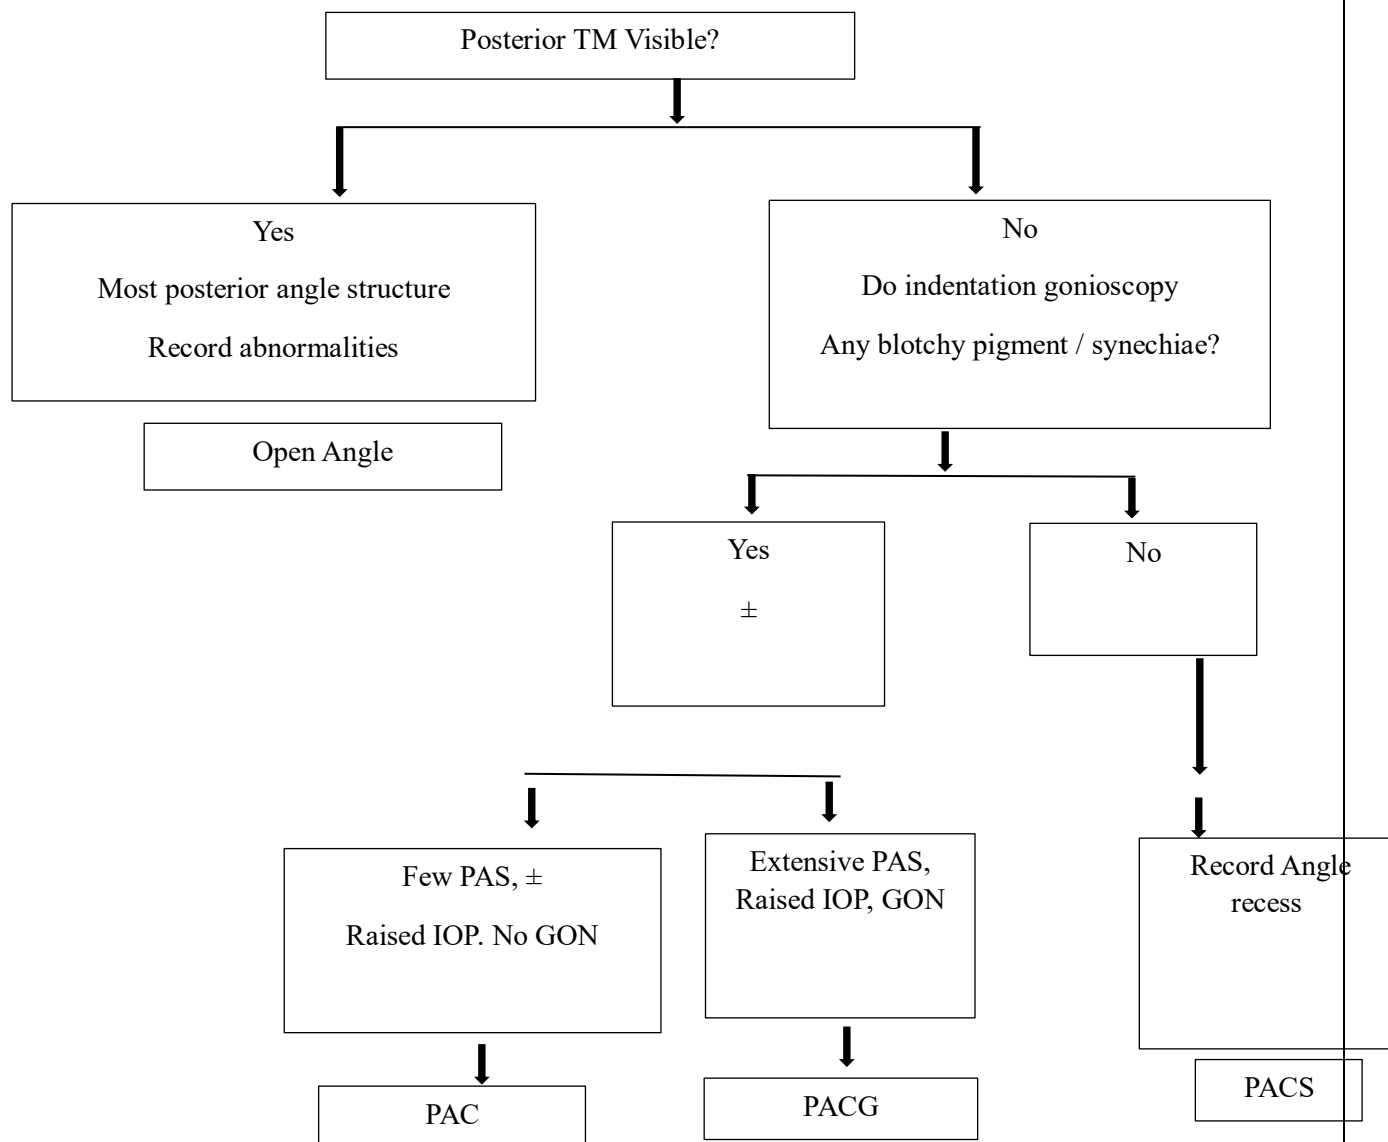 Posterior TM Visible?
Yes
Most posterior angle structure
Record abnormalities
Open Angle
No
Do indentation gonioscopy
Any blotchy pigment / synechiae?
Yes
±
No
Few PAS, ±
Raised IOP. No GON
Extensive PAS,
Raised IOP, GON
Record Angle
recess
PAC
PACG
PACS